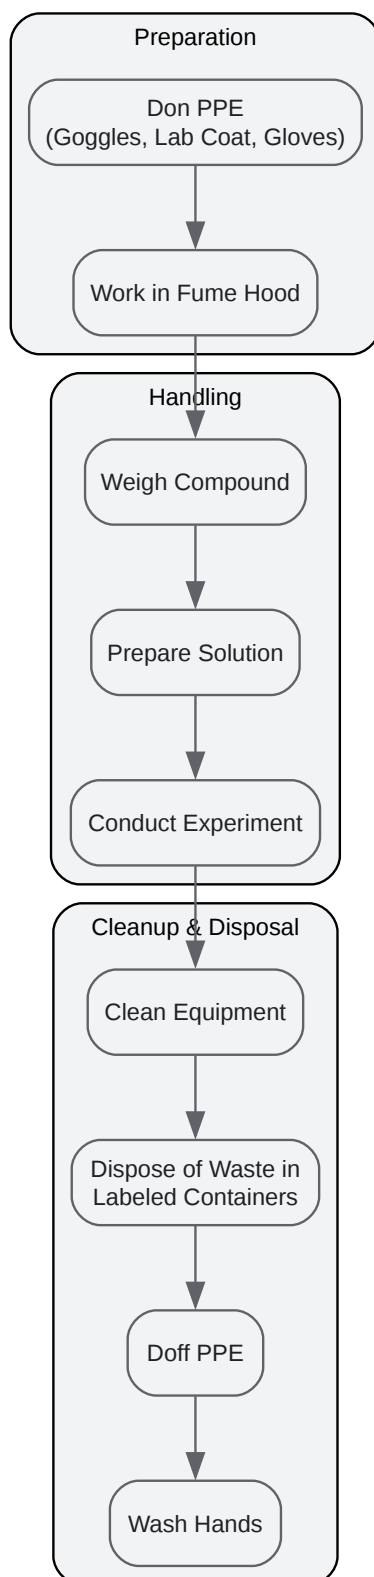 Preparation
Don PPE
(Goggles, Lab Coat, Gloves)
Work in Fume Hood
Handling
Weigh Compound
Prepare Solution
Conduct Experiment
Cleanup & Disposal
Clean Equipment
Dispose of Waste in
Labeled Containers
Doff PPE
Wash Hands